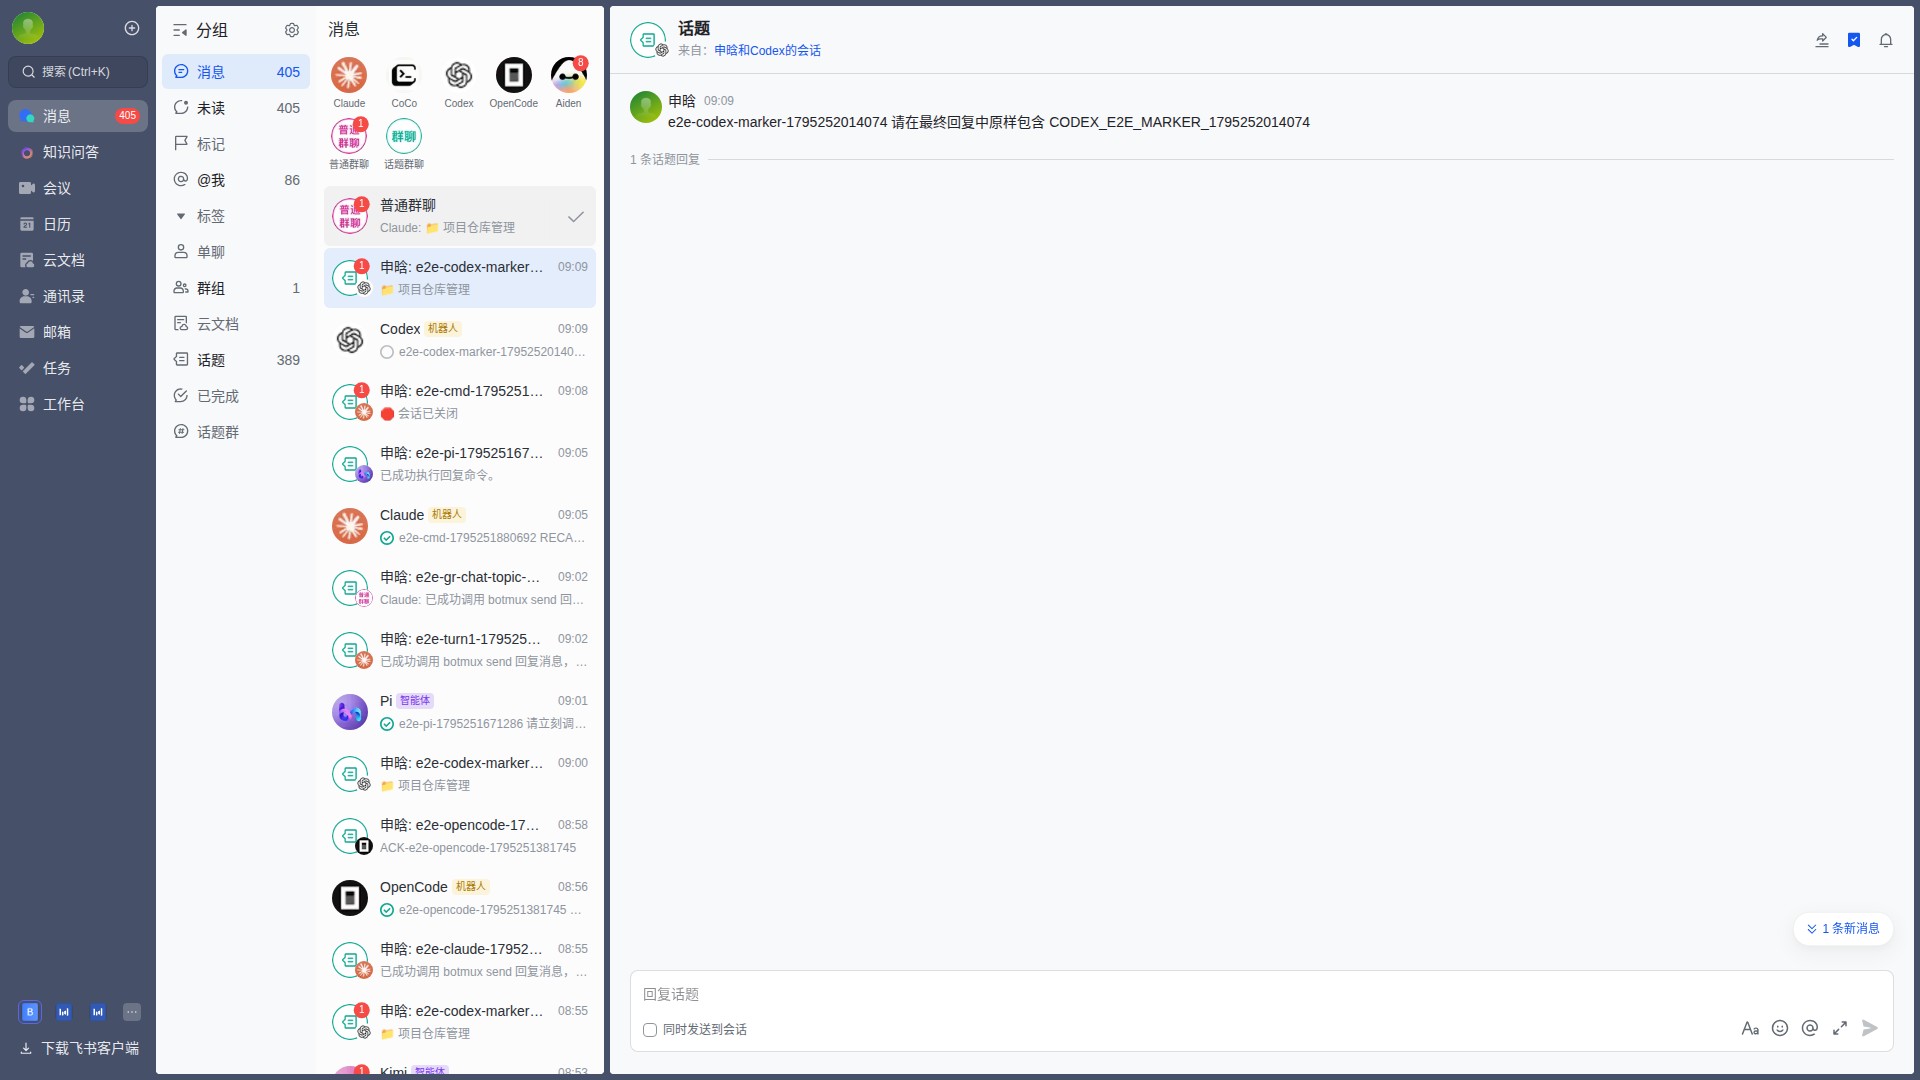 搜索 (Ctrl+K)
消息
405
知识问答
会议
日历
云文档
通讯录
邮箱
任务
工作台
下载飞书客户端
分组
消息
405
未读
405
标记
@我
86
标签
单聊
群组
1
云文档
话题
389
已完成
话题群
消息
Claude
CoCo
Codex
OpenCode
8
Aiden
1
普通群聊
群聊
话题群聊
1
普通群聊
Claude: 📁 项目仓库管理
1
申晗: e2e-codex-marker...
09:09
📁 项目仓库管理
Codex
机器人
09:09
e2e-codex-marker-17952520140...
1
申晗: e2e-cmd-1795251...
09:08
会话已关闭
申晗: e2e-pi-179525167...
09:05
已成功执行回复命令。
Claude
机器人
09:05
e2e-cmd-1795251880692 RECA...
申晗: e2e-gr-chat-topic-...
09:02
Claude: 已成功调用 botmux send 回...
申晗: e2e-turn1-179525...
09:02
已成功调用 botmux send 回复消息，...
Pi
智能体
09:01
e2e-pi-1795251671286 请立刻调...
申晗: e2e-codex-marker...
09:00
📁 项目仓库管理
申晗: e2e-opencode-17...
08:58
ACK-e2e-opencode-1795251381745
OpenCode
机器人
08:56
e2e-opencode-1795251381745 ...
申晗: e2e-claude-17952...
08:55
已成功调用 botmux send 回复消息，...
1
申晗: e2e-codex-marker...
08:55
📁 项目仓库管理
1
Kimi
智能体
08:53
话题
来自：申晗和Codex的会话
申晗
09:09
e2e-codex-marker-1795252014074 请在最终回复中原样包含 CODEX_E2E_MARKER_1795252014074
1 条话题回复
1 条新消息
回复话题
同时发送到会话